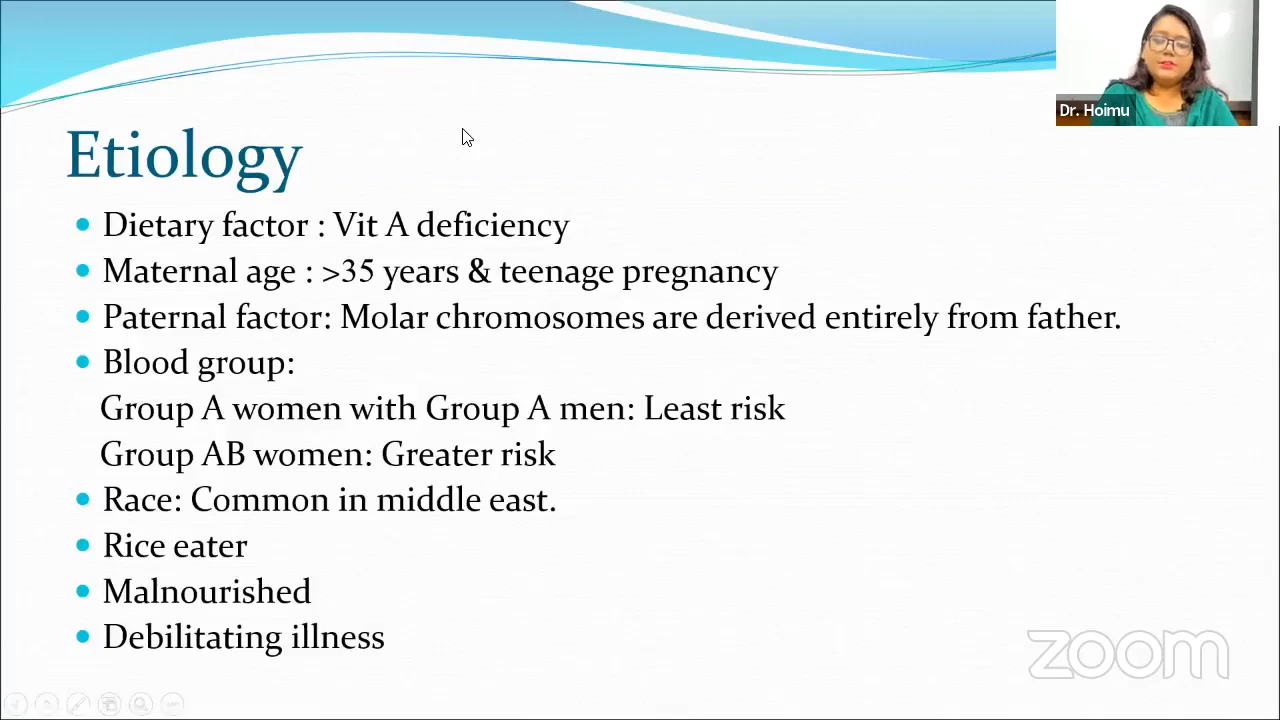 Dr. Hoimu
Etiology
Dietary factor : Vit A deficiency
Maternal age : >35 years & teenage pregnancy
Paternal factor: Molar chromosomes are derived entirely from father.
Blood group:
Group A women with Group A men: Least risk
Group AB women: Greater risk
Race: Common in middle east.
Rice eater
Malnourished
Debilitating illness
zoom